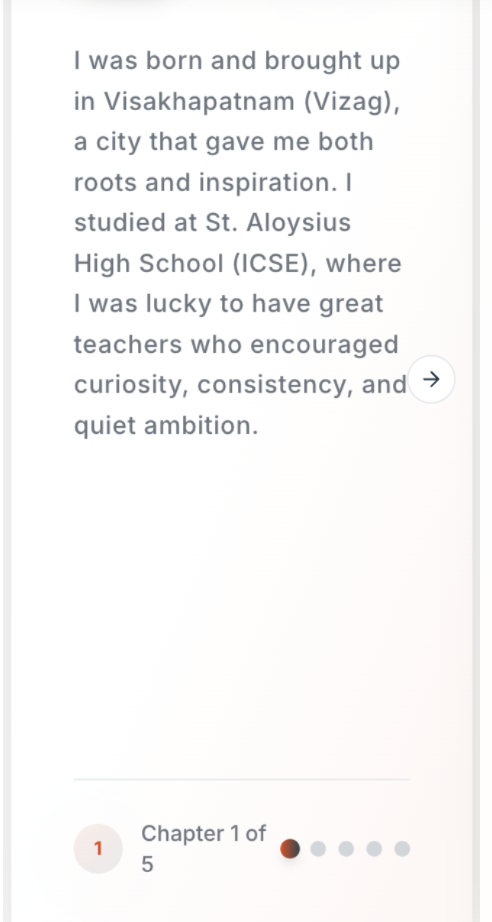 I was born and brought up
in Visakhapatnam (Vizag),
a city that gave me both
roots and inspiration. I
studied at St. Aloysius
High School (ICSE), where
I was lucky to have great
teachers who encouraged
curiosity, consistency, and
quiet ambition.
1
Chapter 1 of
5